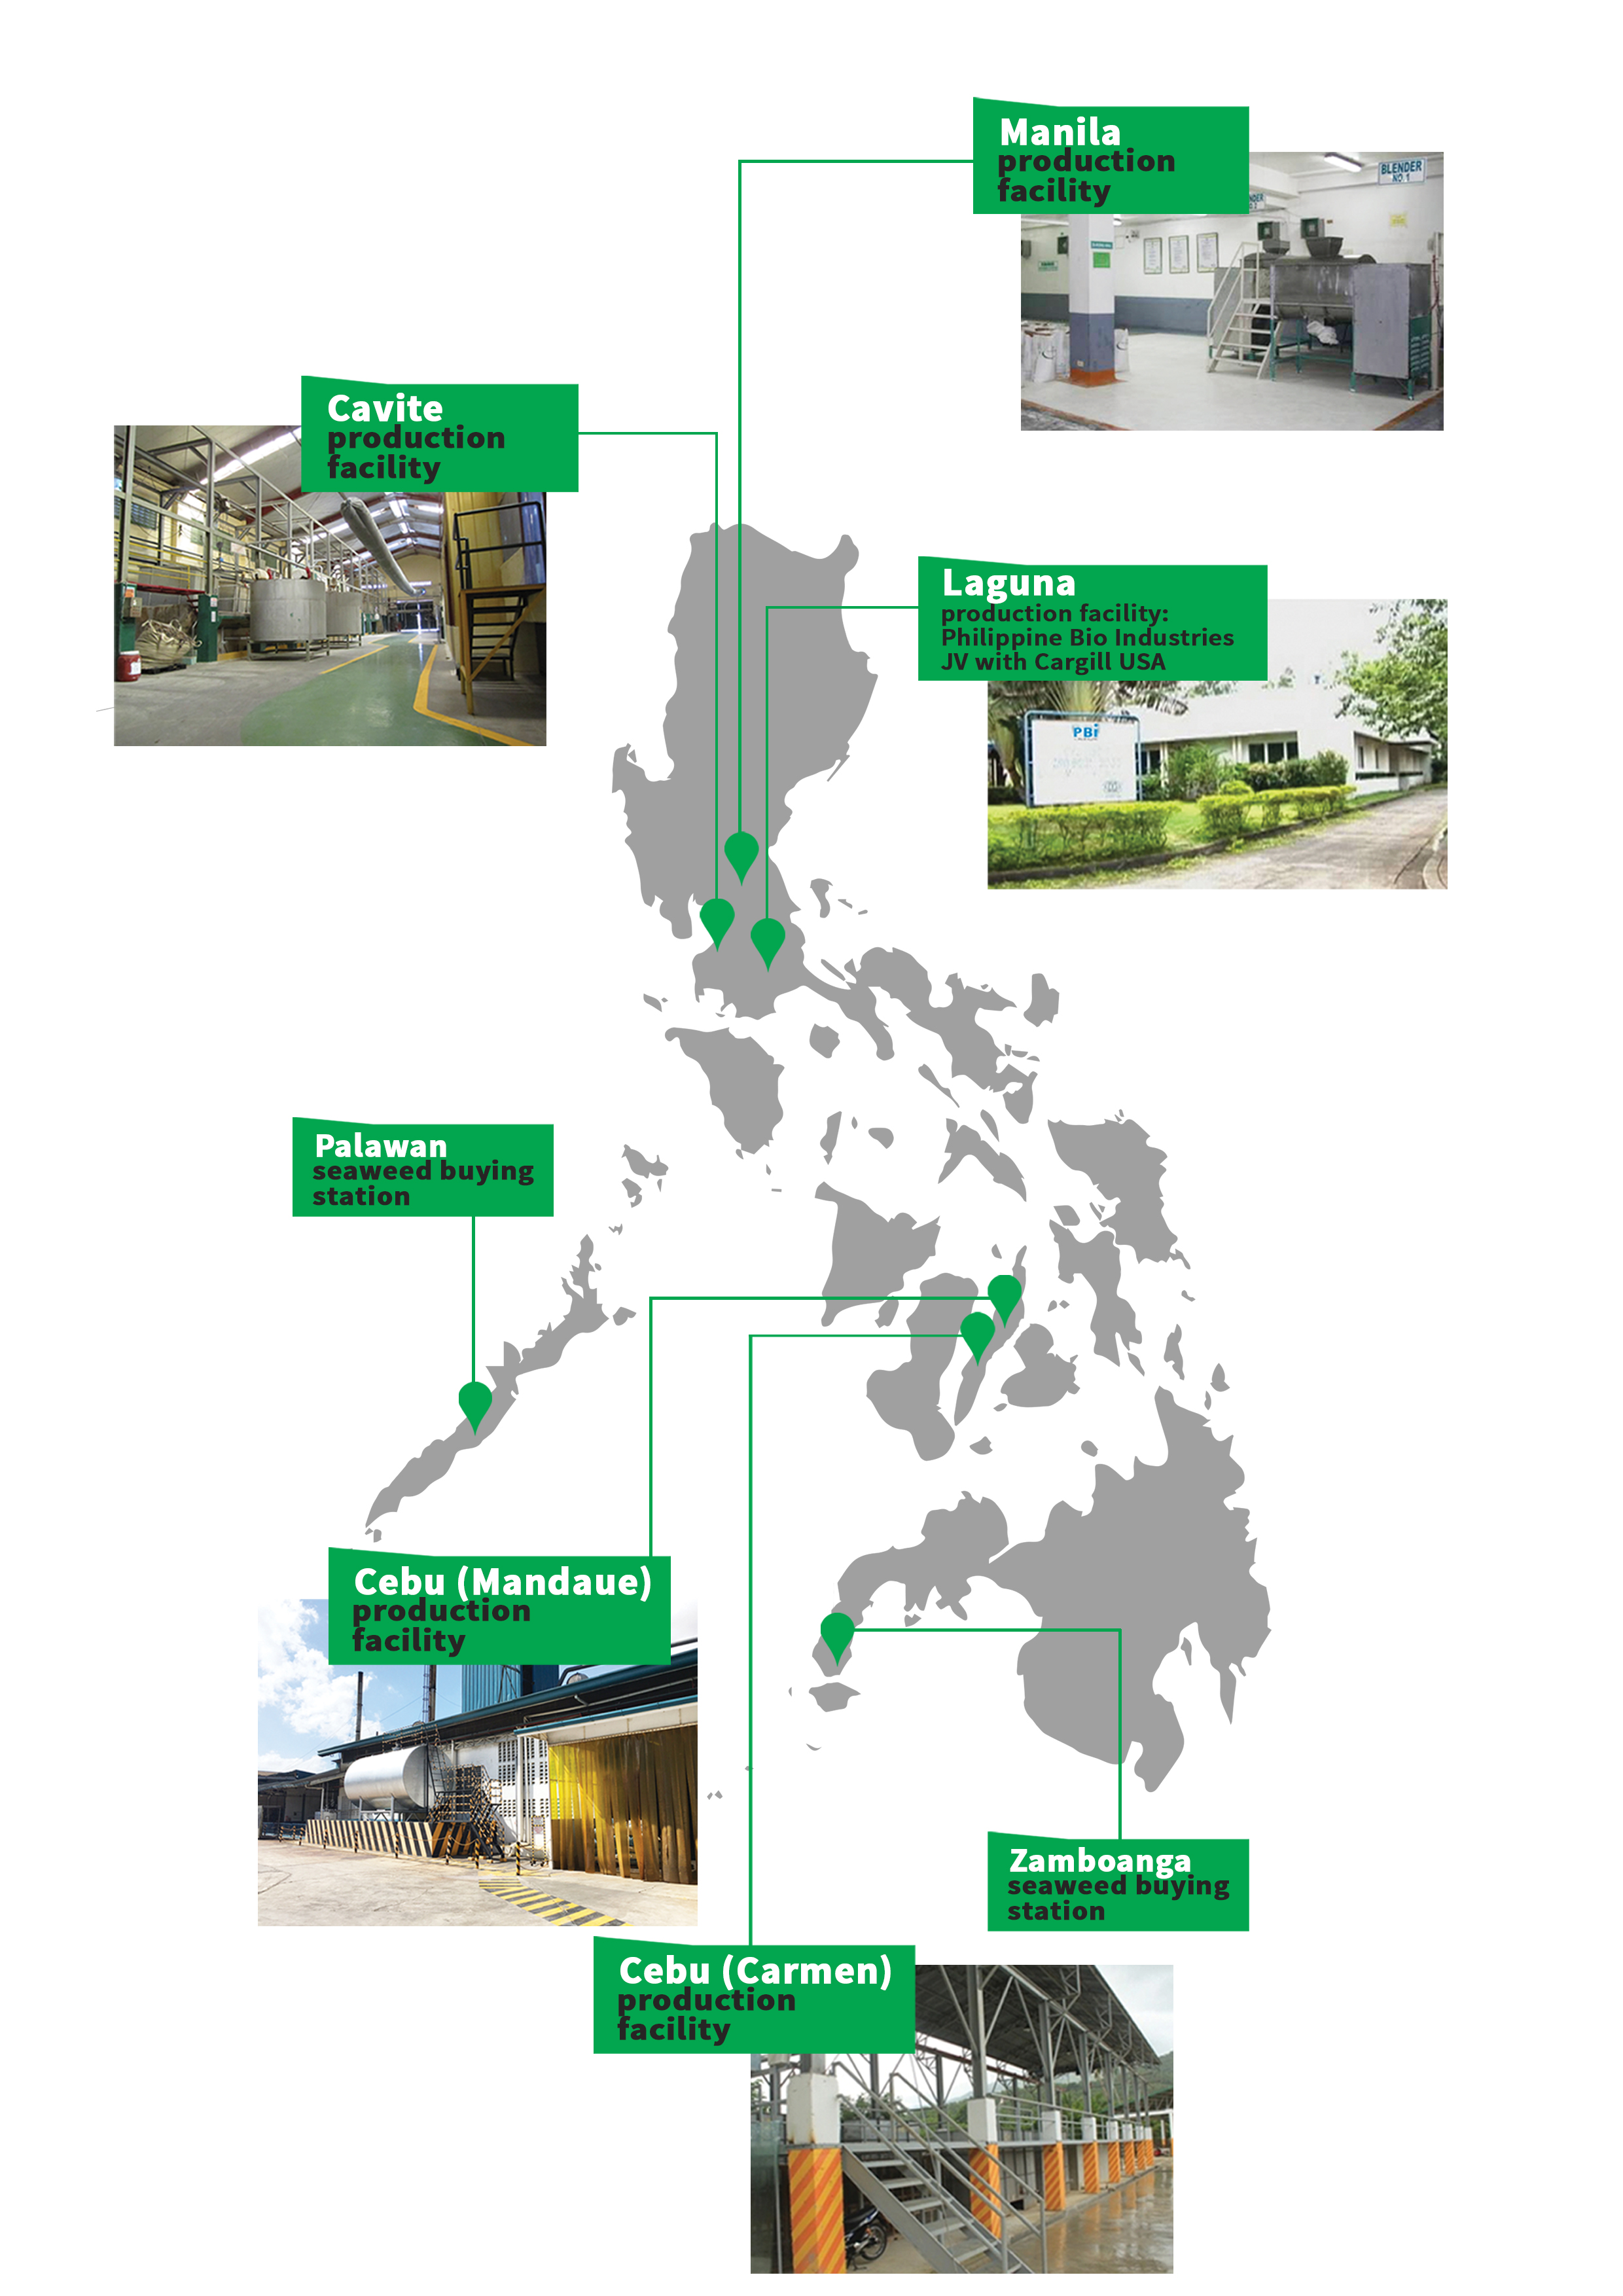 Manila
production
facility
BLENDER
NO. 1
Cavite
production
facility
Laguna
production facility:
Philippine Bio Industries
JV with Cargill USA
PBi
Palawan
seaweed buying
station
Cebu (Mandaue)
production
facility
Zamboanga
seaweed buying
station
Cebu (Carmen)
production
facility